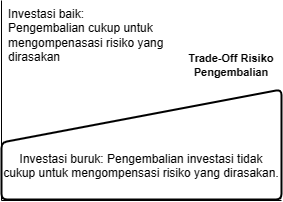 Investasi baik:
Pengembalian cukup untuk
mengompenasasi risiko yang
dirasakan
Trade-Off Risiko
Pengembalian
Investasi buruk: Pengembalian investasi tidak
cukup untuk mengompensasi risiko yang dirasakan.